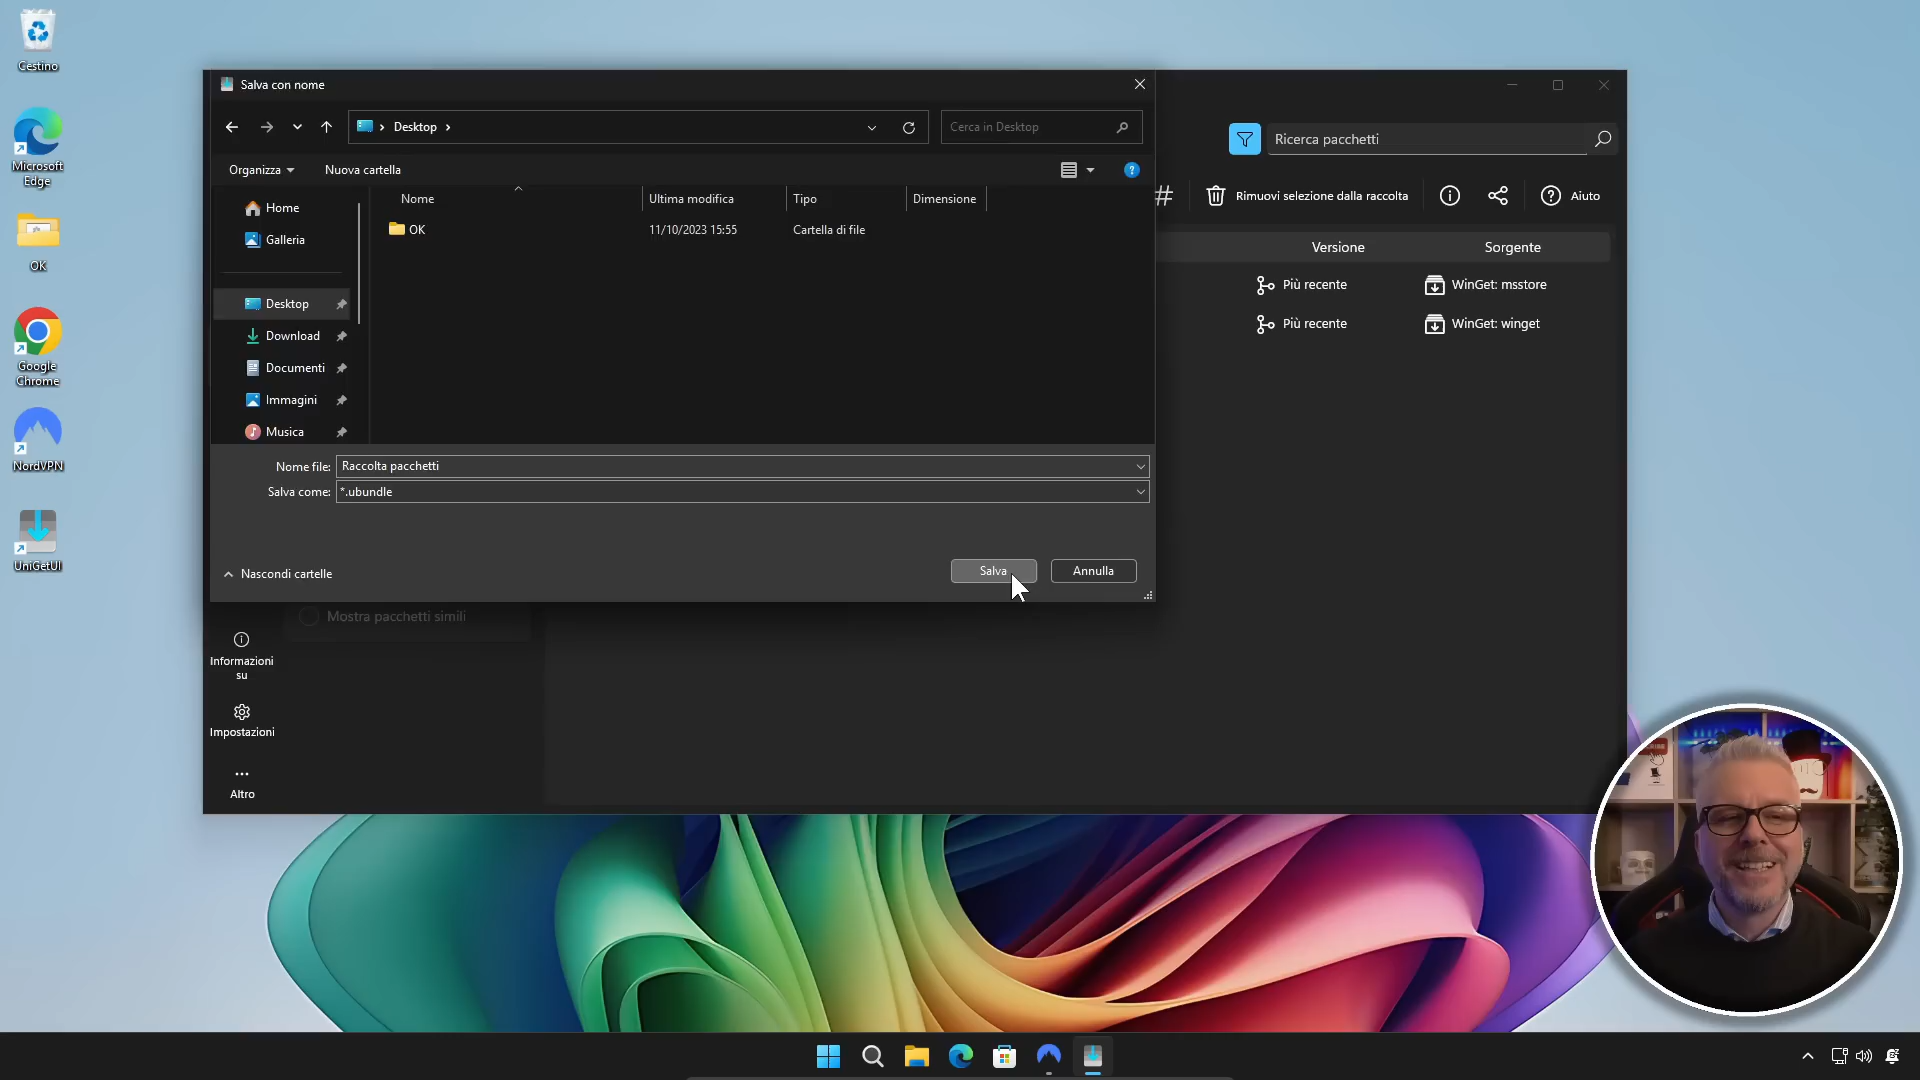 Cestino
Microsoft
Edge
OK
Google
Chrome
NordVPN
UniGetUI
Salva con nome
Desktop
Cerca in Desktop
Organizza
Nuova cartella
Home
Galleria
Desktop
Download
Documenti
Immagini
Musica
Nome
Ultima modifica
Tipo
Dimensione
OK
11/10/2023 15:55
Cartella di file
Nome file:
Raccolta pacchetti
Salva come:
*.ubundle
Nascondi cartelle
Salva
Annulla
Ricerca pacchetti
#
Rimuovi selezione dalla raccolta
Aiuto
Versione
Sorgente
Più recente
WinGet: msstore
Più recente
WinGet: winget
Mostra pacchetti simili
Informazioni
su
Impostazioni
Altro